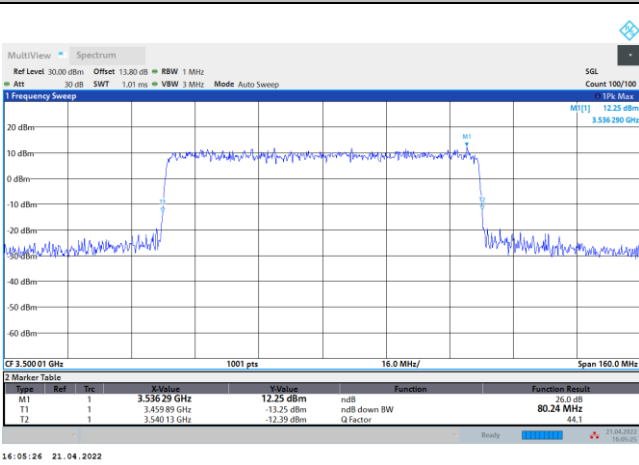 MultiView Spectrum
Ref Level 30.00 dBm Offset 13.80 dB RBW 1 MHz SGL
Att 30 dB SWT 1.01 ms VBW 3 MHz Mode Auto Sweep Count 100/100
1 Frequency Sweep 1Pk Max
M1[1] 12.25 dBm
3.536 290 GHz
20 dBm
M1
10 dBm
0 dBm
-10 dBm
T1
T2
-20 dBm
-30 dBm
-40 dBm
-50 dBm
-60 dBm
CF 3.500 01 GHz 1001 pts 16.0 MHz/ Span 160.0 MHz
2 Marker Table
Type Ref Trc X-Value Y-Value Function Function Result
M1 1 3.536 29 GHz 12.25 dBm ndB 26.0 dB
T1 1 3.459 89 GHz -13.25 dBm ndB down BW 80.24 MHz
T2 1 3.540 13 GHz -12.39 dBm Q Factor 44.1
Ready 21.04.2022
16:05:25
16:05:26 21.04.2022